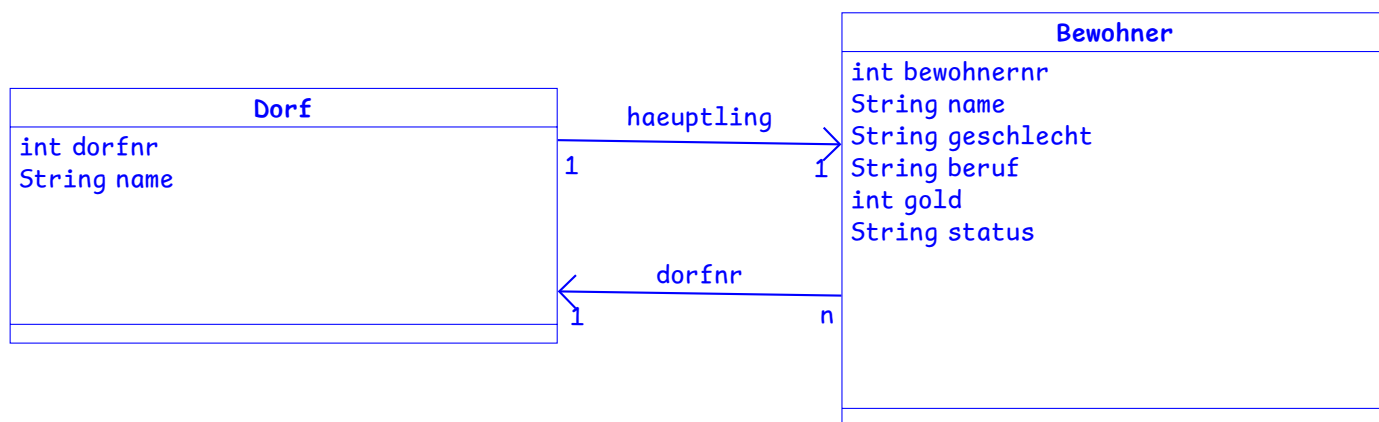 Dorf
int dorfnr
String name
haeuptling
1
1
dorfnr
1
n
Bewohner
int bewohnernr
String name
String geschlecht
String beruf
int gold
String status